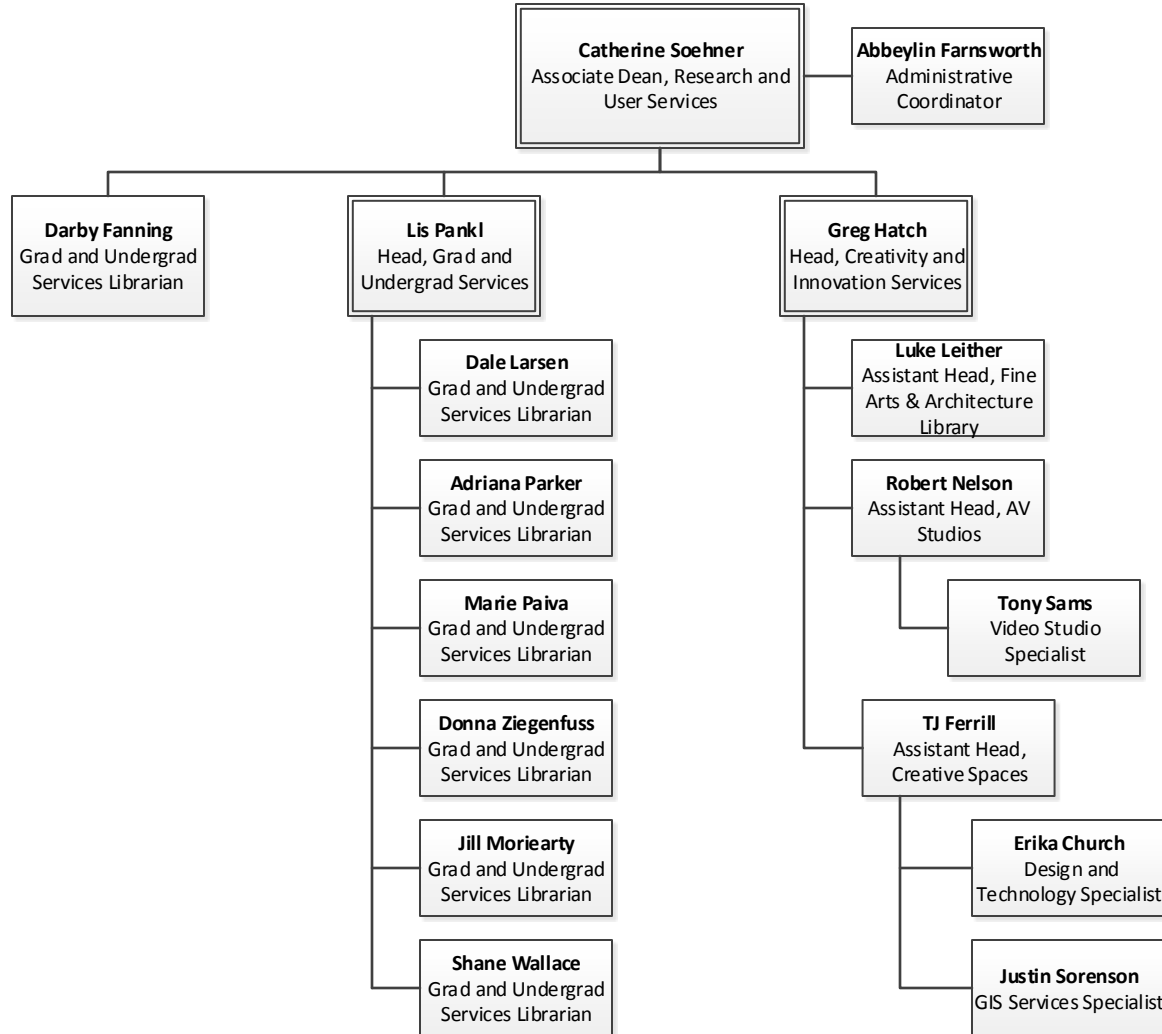 Catherine Soehner
Associate Dean, Research and
User Services
Abbeylin Farnsworth
Administrative
Coordinator
Darby Fanning
Grad and Undergrad
Services Librarian
Lis Pankl
Head, Grad and
Undergrad Services
Greg Hatch
Head, Creativity and
Innovation Services
Dale Larsen
Grad and Undergrad
Services Librarian
Adriana Parker
Grad and Undergrad
Services Librarian
Marie Paiva
Grad and Undergrad
Services Librarian
Donna Ziegenfuss
Grad and Undergrad
Services Librarian
Jill Moriearty
Grad and Undergrad
Services Librarian
Shane Wallace
Grad and Undergrad
Services Librarian
Luke Leither
Assistant Head, Fine
Arts & Architecture
Library
Robert Nelson
Assistant Head, AV
Studios
Tony Sams
Video Studio
Specialist
TJ Ferrill
Assistant Head,
Creative Spaces
Erika Church
Design and
Technology Specialist
Justin Sorenson
GIS Services Specialist